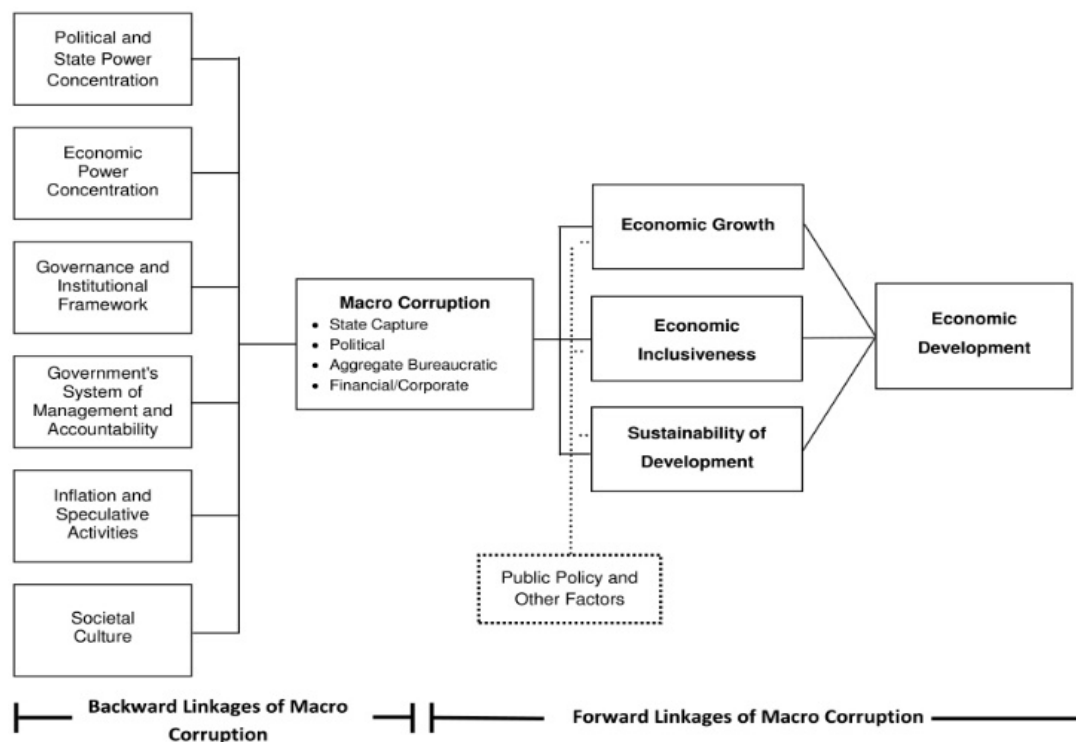 Political and
State Power
Concentration
Economic
Power
Concentration
Governance and
Institutional
Framework
Government's
System of
Management and
Accountability
Inflation and
Speculative
Activities
Societal
Culture
Macro Corruption
• State Capture
• Political
• Aggregate Bureaucratic
• Financial/Corporate
Economic Growth
Economic
Inclusiveness
Sustainability of
Development
Public Policy and
Other Factors
Economic
Development
Backward Linkages of Macro
Corruption
Forward Linkages of Macro Corruption